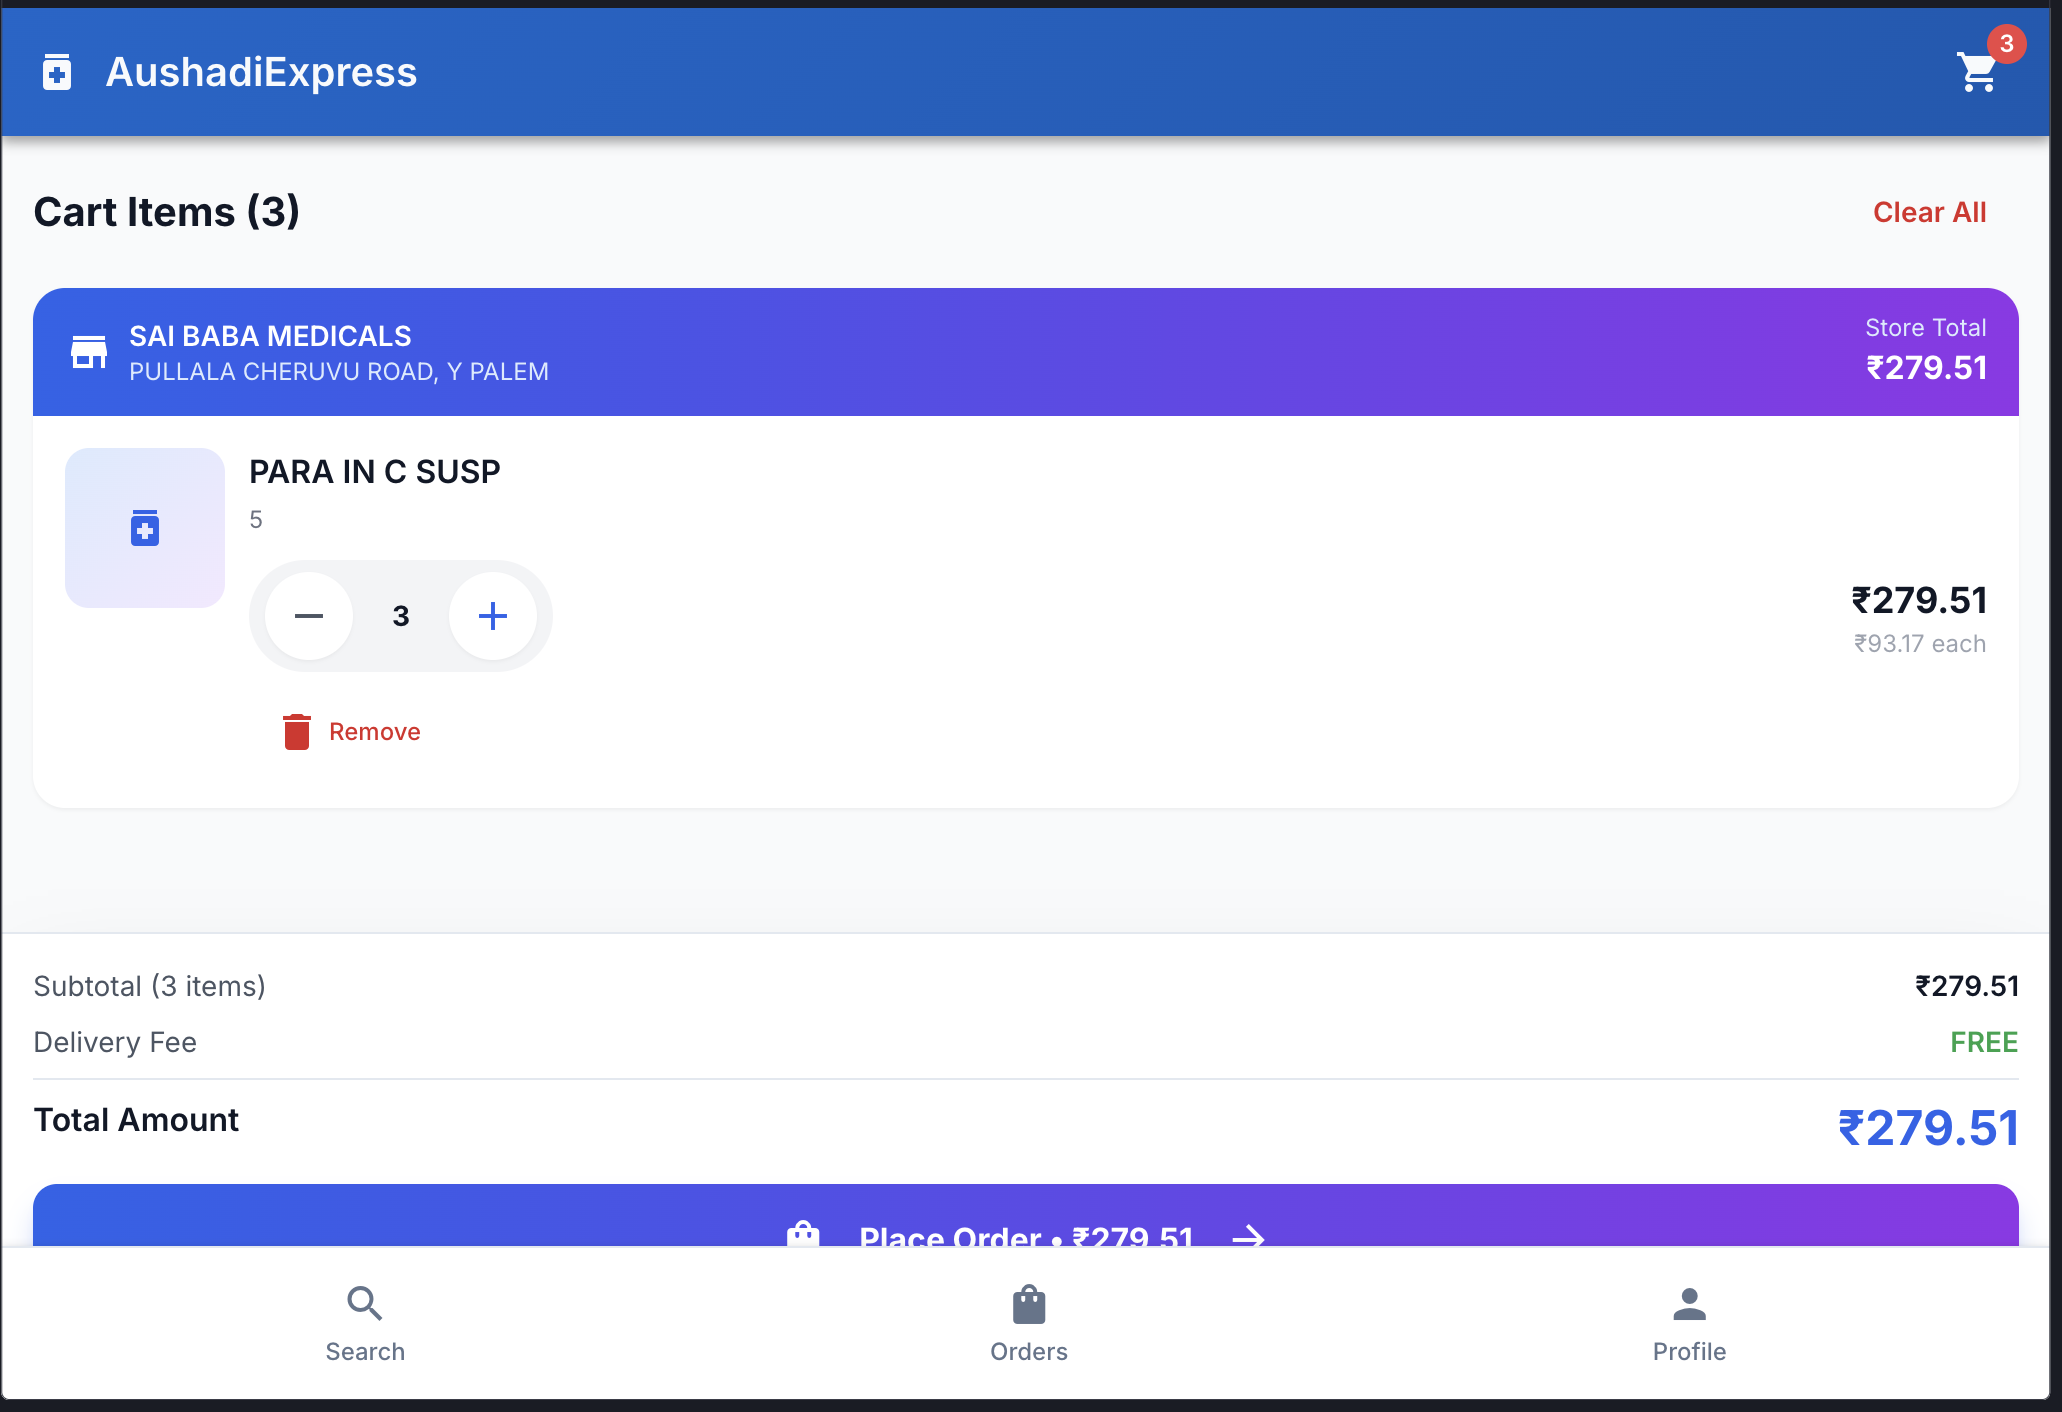 AushadiExpress
3
Cart Items (3)
Clear All
SAI BABA MEDICALS
PULLALA CHERUVU ROAD, Y PALEM
Store Total
₹279.51
PARA IN C SUSP
5
3
₹279.51
₹93.17 each
Remove
Subtotal (3 items)
₹279.51
Delivery Fee
FREE
Total Amount
₹279.51
Place Order • ₹279.51
Search
Orders
Profile